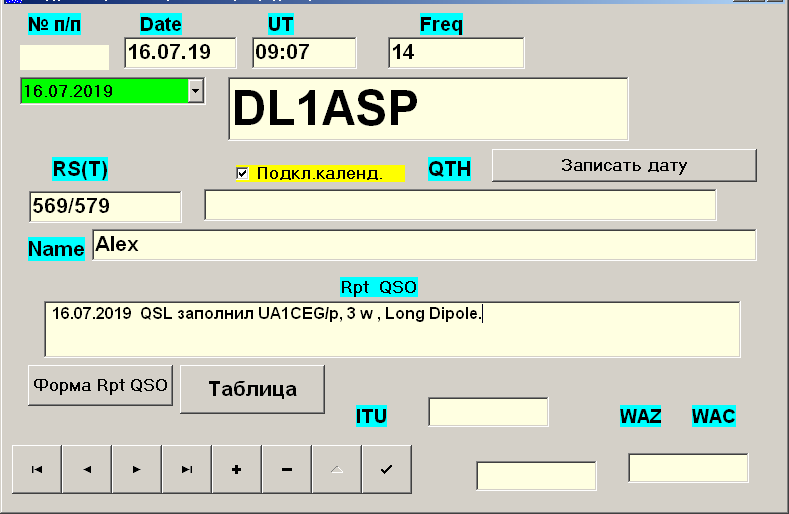 № п/п Date UT Freq
16.07.19 09:07 14
16.07.2019
DL1ASP
RS(T) Подкл.календ. QTH Записать дату
569/579
Name Alex
Rpt QSO
16.07.2019 QSL заполнил UA1CEG/p, 3 w , Long Dipole.
Форма Rpt QSO Таблица
ITU WAZ WAC